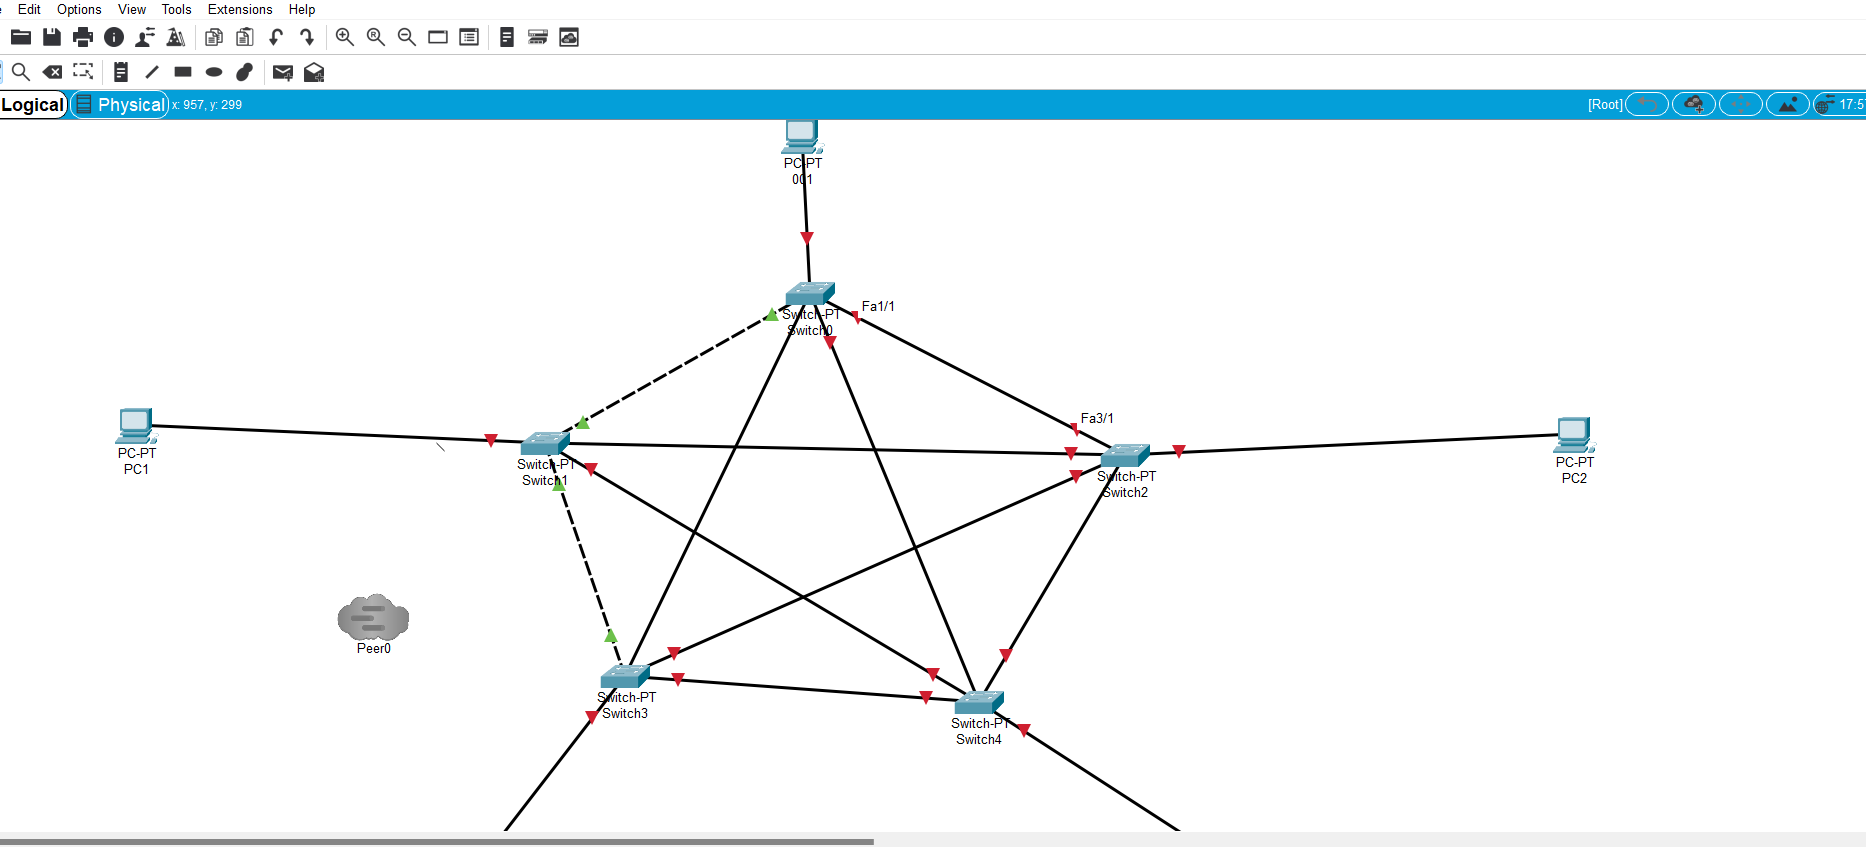 Edit Options View Tools Extensions Help
Logical Physical x: 957, y: 299 [Root] 17:5
PC-PT
001
Fa1/1
Switch-PT
Switch0
PC-PT
PC1
Fa3/1
Switch-PT
Switch1
Switch-PT
Switch2
PC-PT
PC2
Peer0
Switch-PT
Switch3
Switch-PT
Switch4